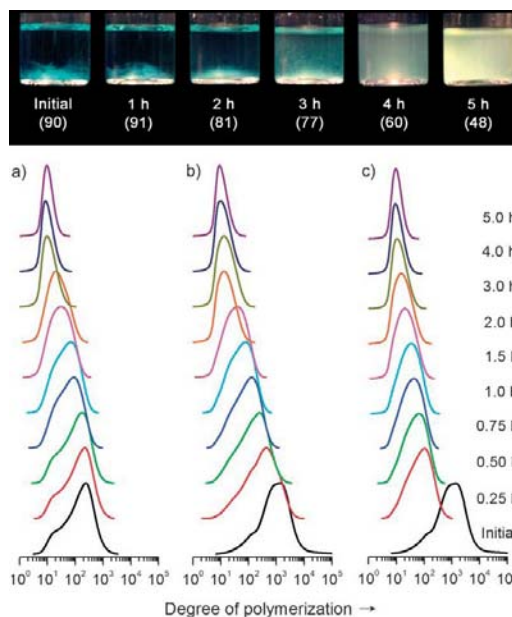 Initial 1 h 2 h 3 h 4 h 5 h
(90) (91) (81) (77) (60) (48)
a) b) c)
5.0 h
4.0 h
3.0 h
2.0 h
1.5 h
1.0 h
0.75 h
0.50 h
0.25 h
Initial
10⁰ 10¹ 10² 10³ 10⁴ 10⁵ 10⁰ 10¹ 10² 10³ 10⁴ 10⁵ 10⁰ 10¹ 10² 10³ 10⁴ 10
Degree of polymerization →